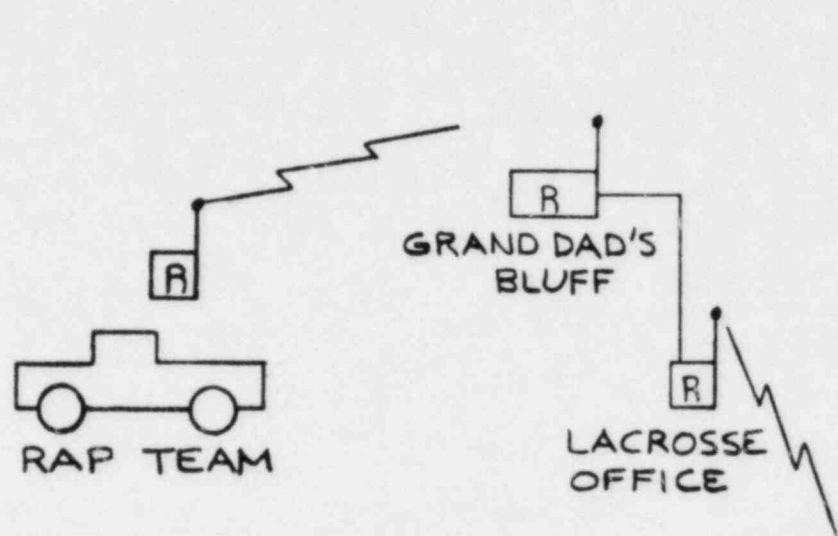 R
GRAND DAD'S
BLUFF
R
R
RAP TEAM
LACROSSE
OFFICE